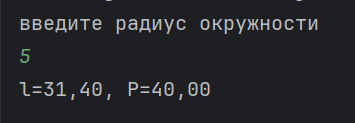 введите радиус окружности
5
l=31,40, P=40,00